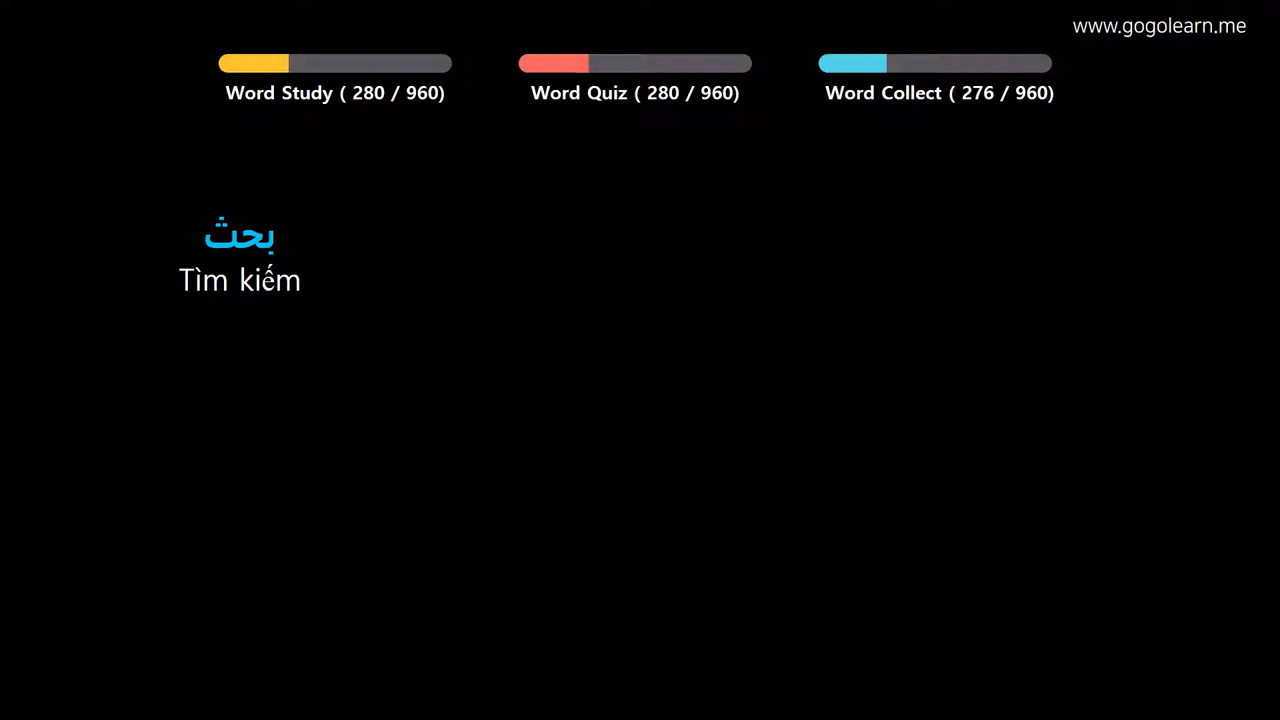 www.gogolearn.me
Word Study ( 280 / 960)
Word Quiz ( 280 / 960)
Word Collect ( 276 / 960)
بحث
Tìm kiếm